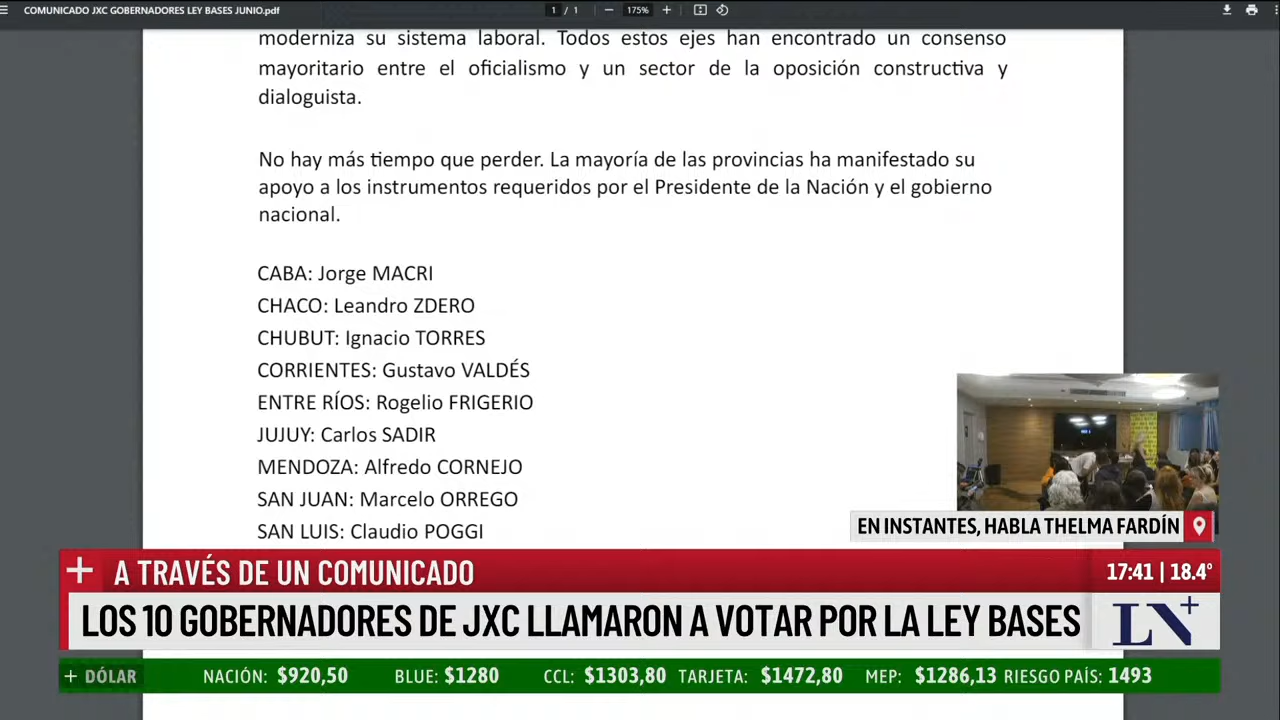 COMUNICADO JXC GOBERNADORES LEY BASES JUNIO.pdf
1 / 1
175%
moderniza su sistema laboral. Todos estos ejes han encontrado un consenso
mayoritario entre el oficialismo y un sector de la oposición constructiva y
dialoguista.
No hay más tiempo que perder. La mayoría de las provincias ha manifestado su
apoyo a los instrumentos requeridos por el Presidente de la Nación y el gobierno
nacional.
CABA: Jorge MACRI
CHACO: Leandro ZDERO
CHUBUT: Ignacio TORRES
CORRIENTES: Gustavo VALDÉS
ENTRE RÍOS: Rogelio FRIGERIO
JUJUY: Carlos SADIR
MENDOZA: Alfredo CORNEJO
SAN JUAN: Marcelo ORREGO
SAN LUIS: Claudio POGGI
EN INSTANTES, HABLA THELMA FARDÍN
+ A TRAVÉS DE UN COMUNICADO
17:41 | 18.4°
LOS 10 GOBERNADORES DE JXC LLAMARON A VOTAR POR LA LEY BASES
LN+
+ DÓLAR NACIÓN: $920,50 BLUE: $1280 CCL: $1303,80 TARJETA: $1472,80 MEP: $1286,13 RIESGO PAÍS: 1493